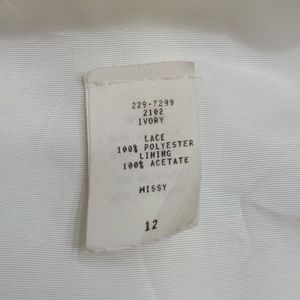 229-7299
2102
IVORY
LACE
100% POLYESTER
LINING
100% ACETATE
MISSY
12